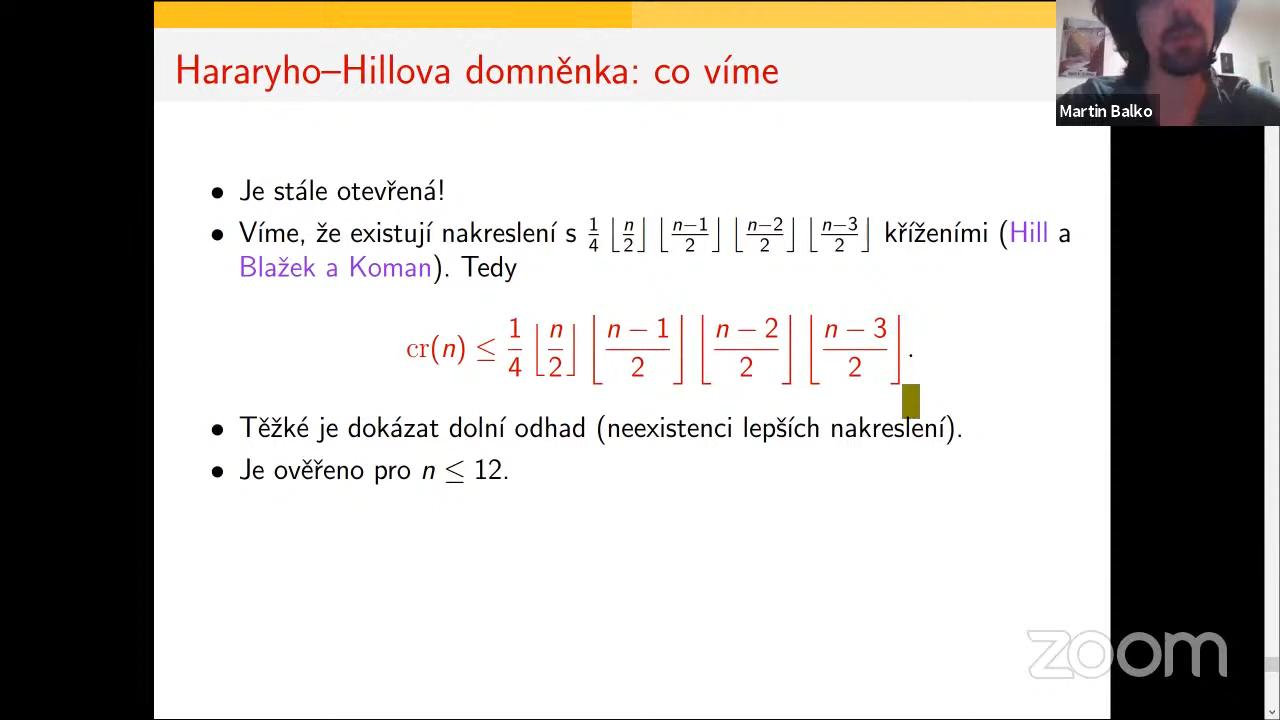 Hararyho–Hillova domněnka: co víme
Martin Balko
• Je stále otevřená!
• Víme, že existují nakreslení s 1/4 ⌊n/2⌋ ⌊(n−1)/2⌋ ⌊(n−2)/2⌋ ⌊(n−3)/2⌋ kříženími (Hill a
Blažek a Koman). Tedy
cr(n) ≤ 1/4 ⌊n/2⌋ ⌊(n−1)/2⌋ ⌊(n−2)/2⌋ ⌊(n−3)/2⌋.
• Těžké je dokázat dolní odhad (neexistenci lepších nakreslení).
• Je ověřeno pro n ≤ 12.
zoom